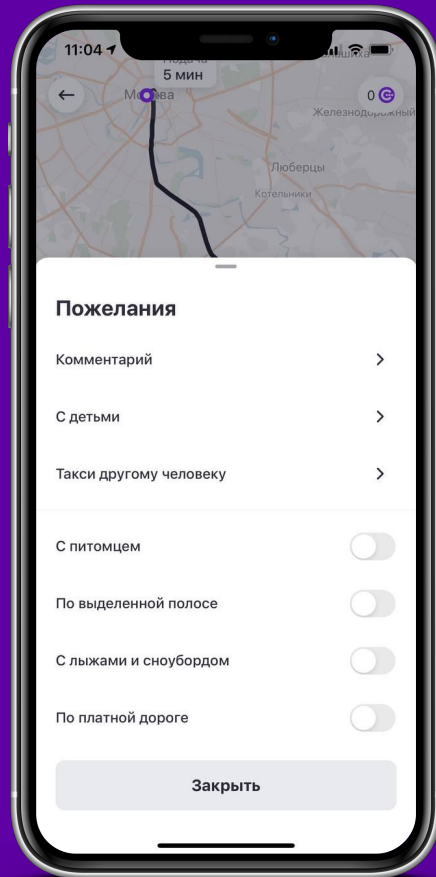 11:04
Подача
5 мин
Москва
0
Железнодорожный
Люберцы
Котельники
Пожелания
Комментарий
С детьми
Такси другому человеку
С питомцем
По выделенной полосе
С лыжами и сноубордом
По платной дороге
Закрыть